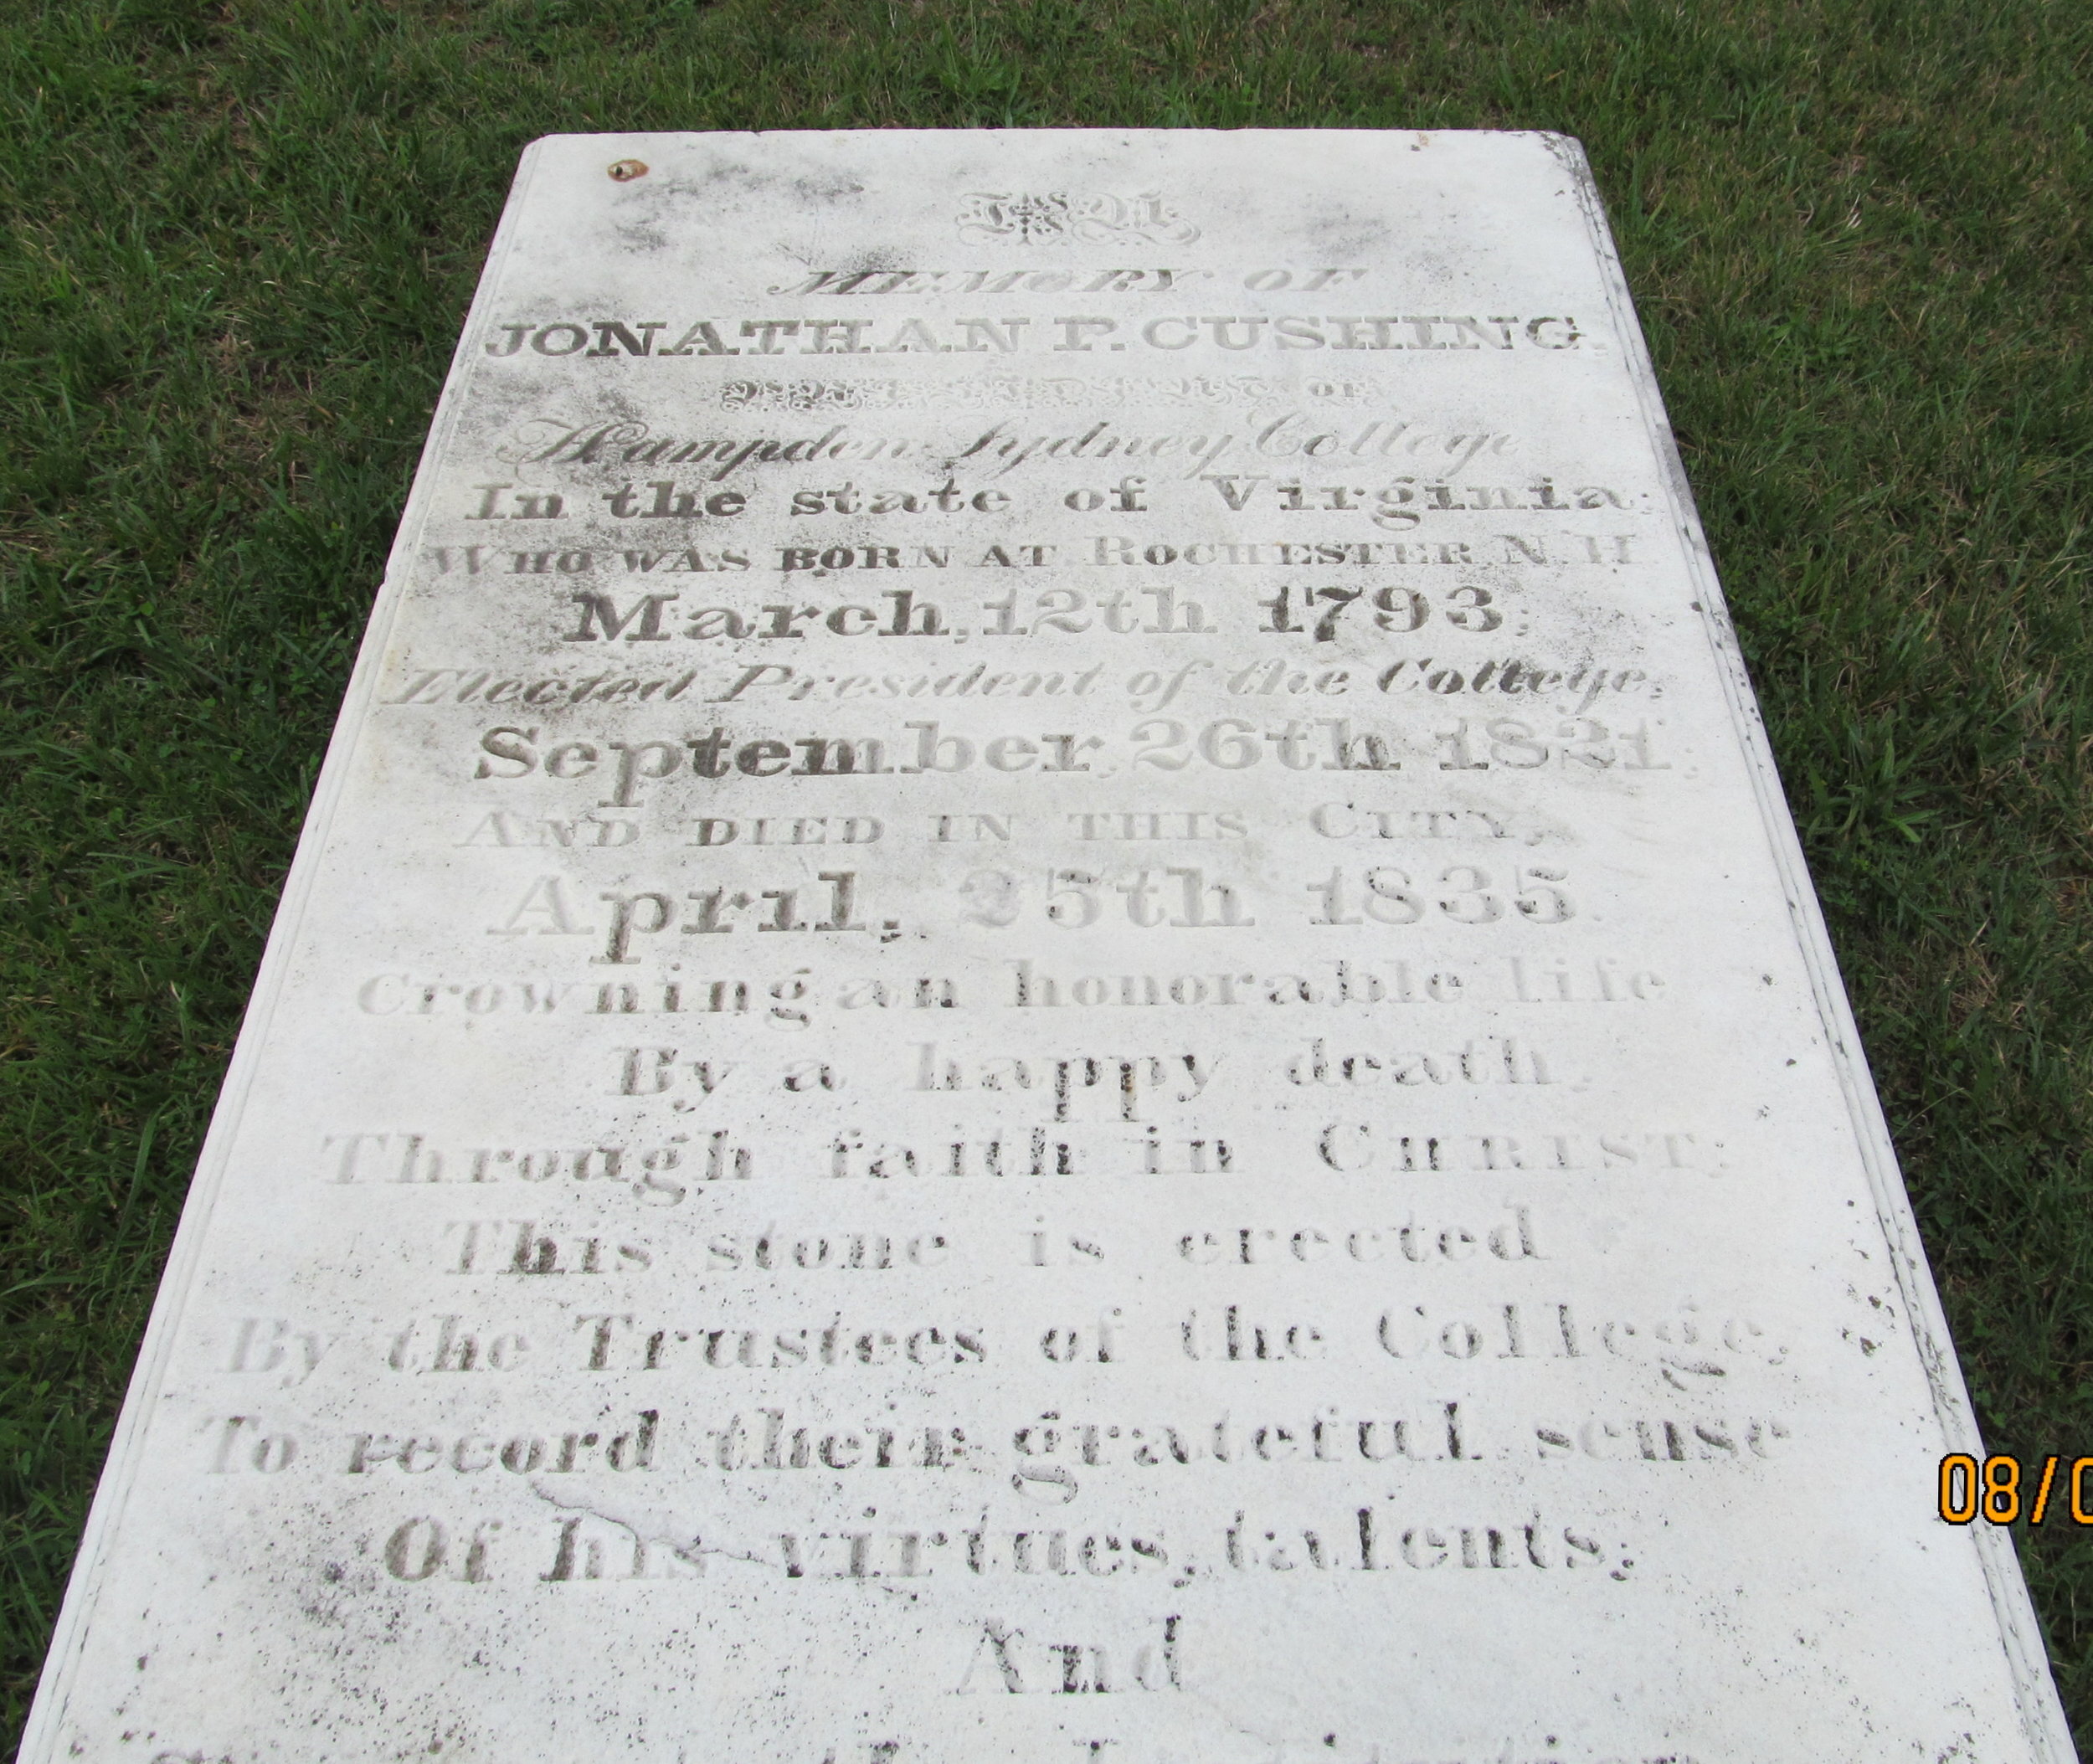 In
MEMORY OF
JONATHAN P. CUSHING,
PRESIDENT OF
Hampden Sydney College
In the state of Virginia;
WHO WAS BORN AT ROCHESTER N.H
March, 12th 1793;
Elected President of the College,
September, 26th 1821;
AND DIED IN THIS CITY,
April, 25th 1835.
Crowning an honorable life
By a happy death,
Through faith in CHRIST;
This stone is erected
By the Trustees of the College,
To record their grateful sense
Of his virtues, talents,
And
08/0